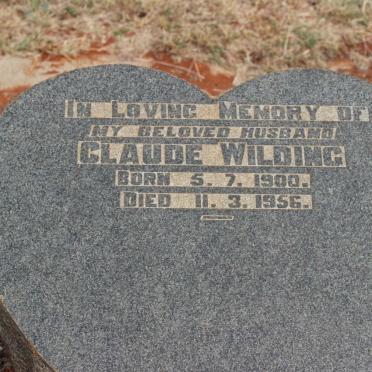 In Loving Memory of
my beloved husband
Claude Wilding
Born 5. 7. 1900.
Died 11. 3. 1956.